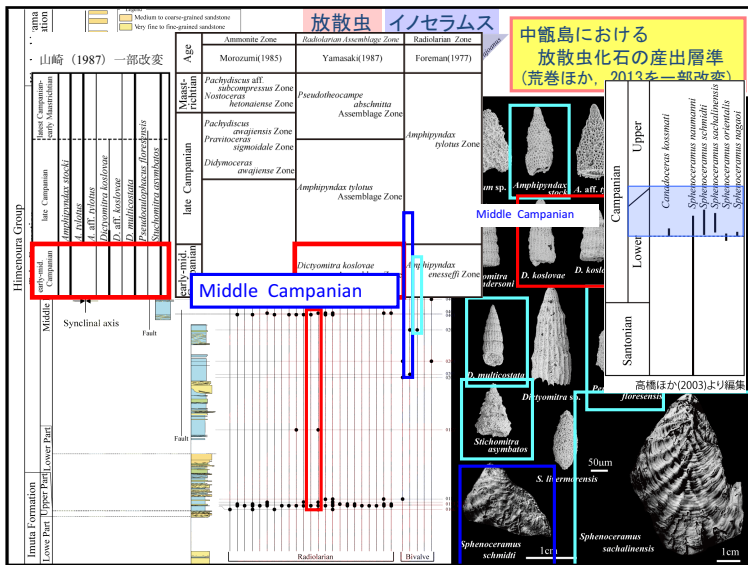 Legend
Medium to coarse-grained sandstone
Very fine to fine-grained sandstone
放散虫
イノセラムス
中甑島における
放散虫化石の産出層準
(荒巻ほか, 2013を一部改変)
山崎 (1987) 一部改変
Age
Ammonite Zone
Radiolarian Assemblage Zone
Radiolarian Zone
Morozumi(1985)
Yamasaki(1987)
Foreman(1977)
Maast-
richtian
late Campanian
early-mid.
Campanian
Pachydiscus aff.
subcompressus Zone
Nostoceras
hetonaiense Zone
Pachydiscus
awajiensis Zone
Pravitoceras
sigmoidale Zone
Didymoceras
awajiense Zone
Pseudotheocampe
abschnitta
Assemblage Zone
Amphipyndax tylotus
Assemblage Zone
Dictyomitra koslovae
Amphipyndax
tylotus Zone
Amphipyndax
enesseffi Zone
Himenoura Group
latest Campanian-
early Maastrichtian
late Campanian
early-mid.
Campanian
Amphipyndax stocki
A. tylotus
A. aff. tylotus
Dictyomitra koslovae
D. aff. koslovae
D. multicostata
Pseudoaulophacus floresensis
Stuchomitra asymbatos
Middle Campanian
Middle Campanian
Middle
Synclinal axis
Fault
Fault
Lower Part
Upper Part
Lowe Part
Imuta Formation
Radiolarian
Bivalve
Amphipyndax
stocki
A. aff.
D. koslovae
D. multicostata
Dictyomitra sp.
floresensis
Stichomitra
asymbatos
S. livermorensis
50um
Sphenoceramus
schmidti
1cm
Sphenoceramus
sachalinensis
1cm
Campanian
Upper
Lower
Santonian
Canadoceras kossmati
Sphenoceramus naumanni
Sphenoceramus schmidti
Sphenoceramus sachalinensis
Sphenoceramus orientalis
Sphenoceramus nagaoi
高橋ほか(2003)より編集